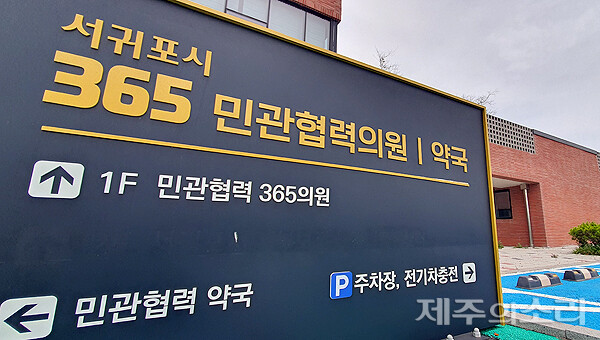 서귀포시
365 민관협력의원 | 약국
1F 민관협력 365의원
민관협력 약국
P 주차장, 전기차충전
제주의소리